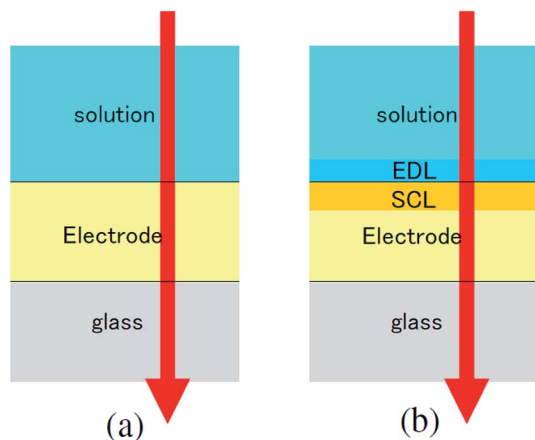 solution
Electrode
glass
(a)
solution
EDL
SCL
Electrode
glass
(b)